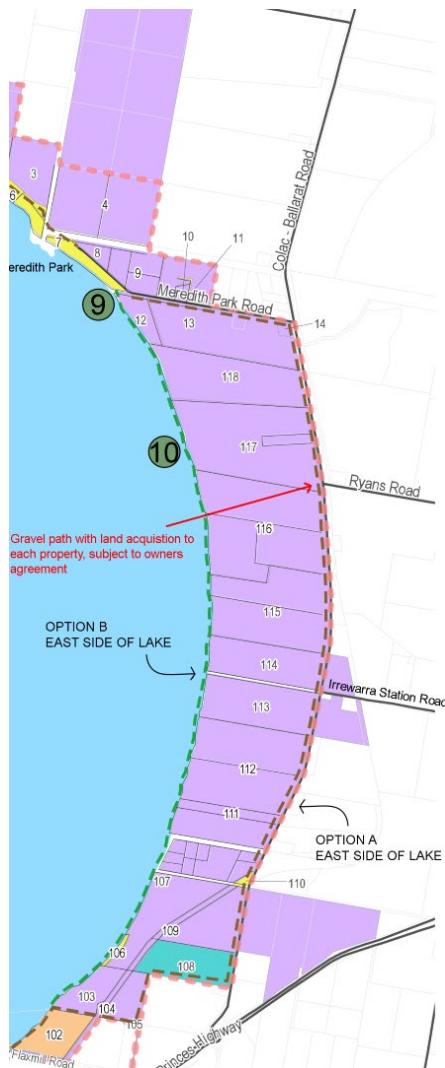 3
4
6
7
8
9
10
11
Colac - Ballarat Road
eredith Park
9
Meredith Park Road
12
13
14
118
10
117
Ryans Road
Gravel path with land acquistion to
each property, subject to owners
agreement
116
115
OPTION B
EAST SIDE OF LAKE
114
Irrewarra Station Road
113
112
111
OPTION A
EAST SIDE OF LAKE
107
110
109
106
108
103
104
105
102
Flaxmill Road
Princes-Highway